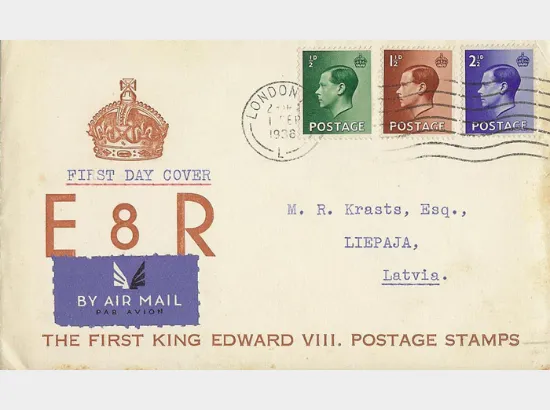 ½ᴰ
POSTAGE
1½ᴰ
POSTAGE
2½ᴰ
POSTAGE
LONDON
1 SEP
1936
L
FIRST DAY COVER
E 8 R
M. R. Krasts, Esq.,
LIEPAJA,
Latvia.
BY AIR MAIL
PAR AVION
THE FIRST KING EDWARD VIII. POSTAGE STAMPS